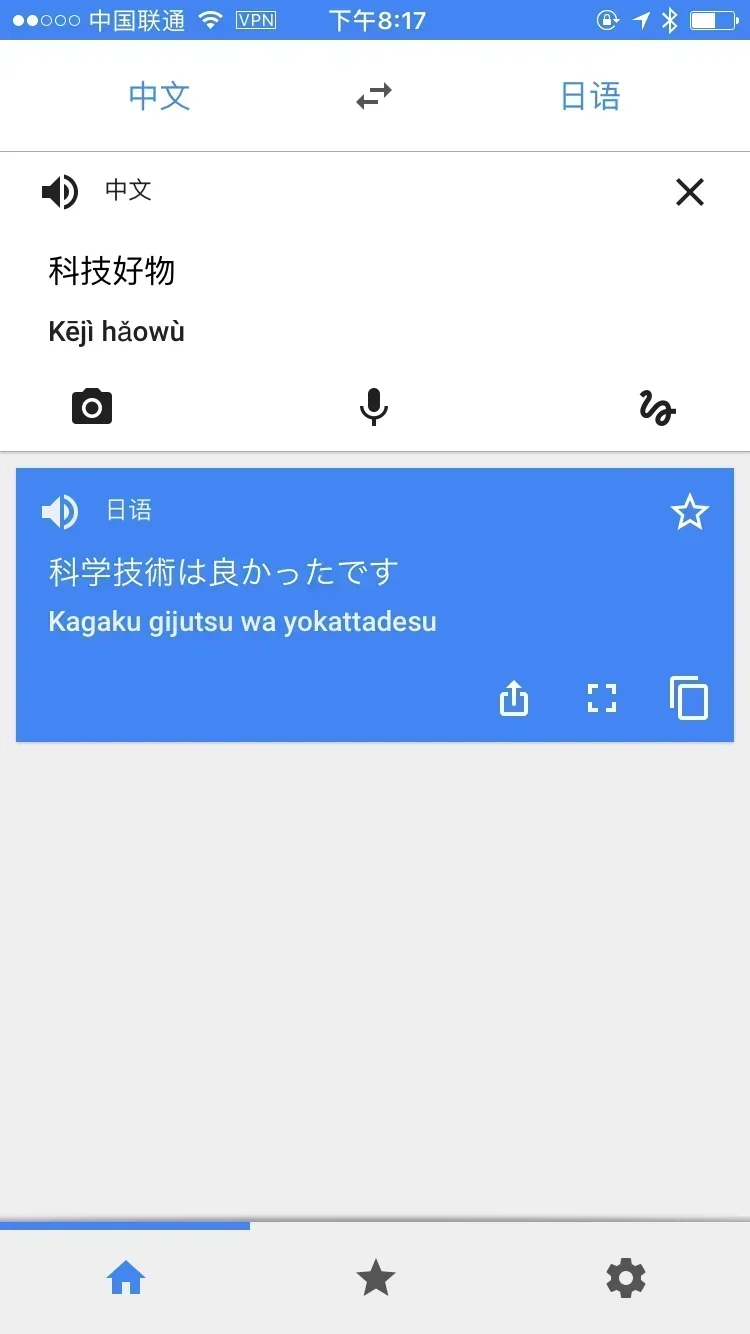 中国联通 VPN 下午8:17
中文 日语
中文
科技好物
Kējì hǎowù
日语
科学技術は良かったです
Kagaku gijutsu wa yokattadesu